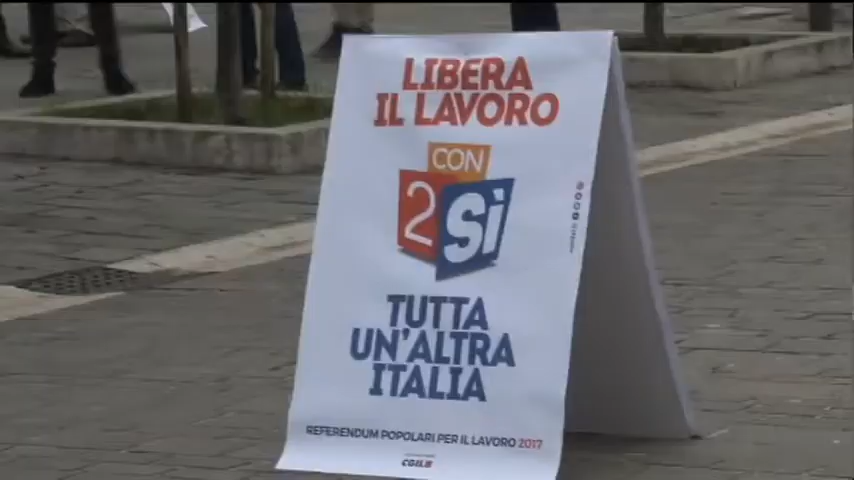 LIBERA
IL LAVORO
CON
2 SÌ
TUTTA
UN'ALTRA
ITALIA
REFERENDUM POPOLARI PER IL LAVORO 2017
CGIL